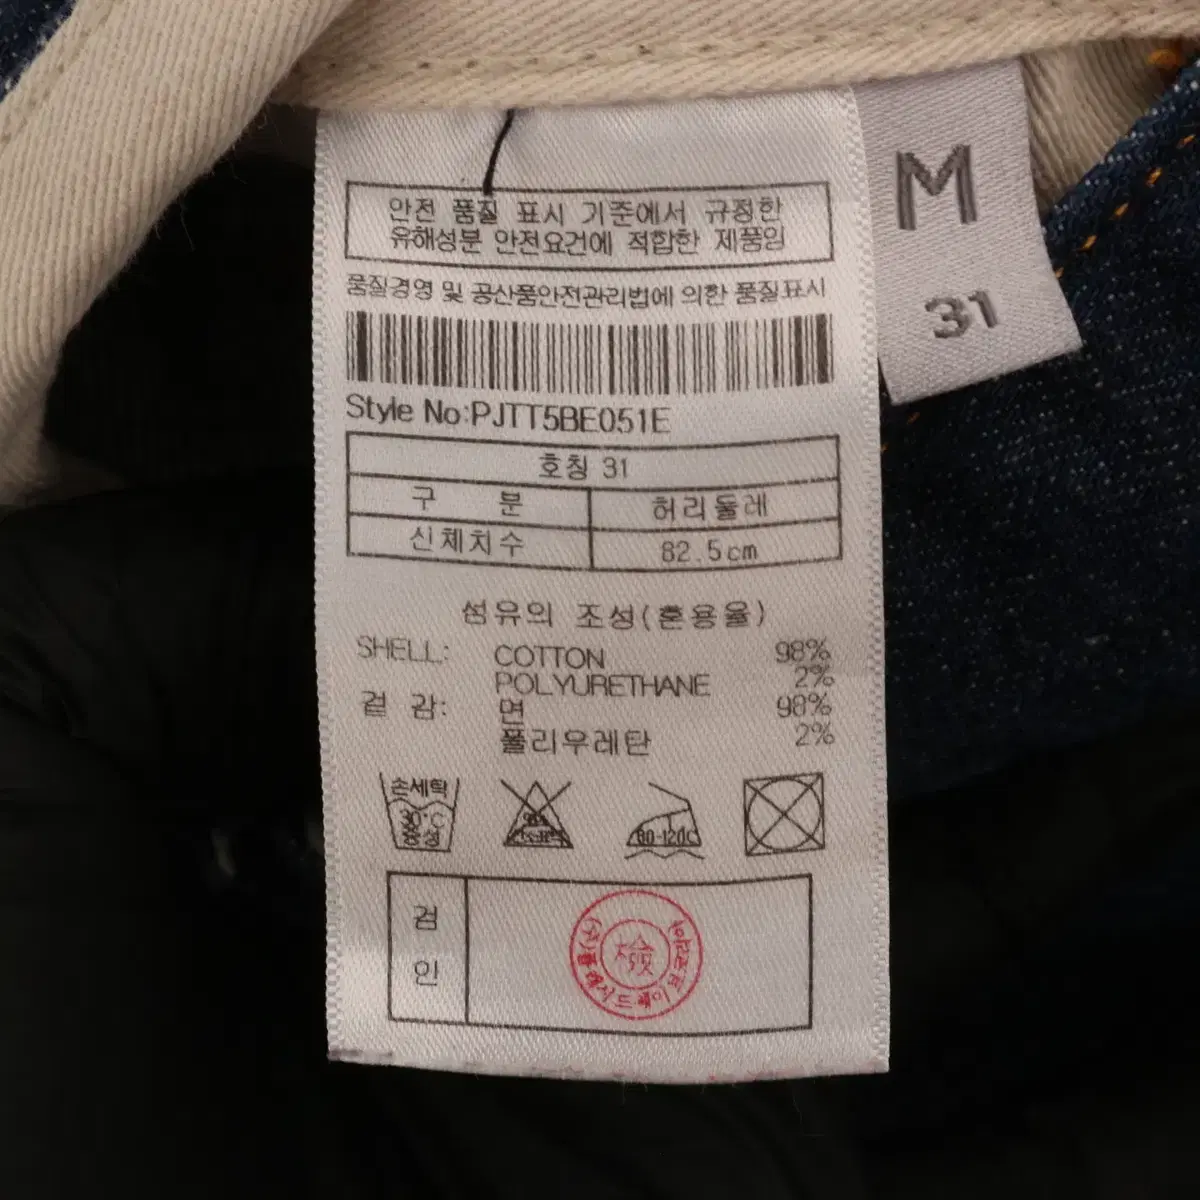 안전 품질 표시 기준에서 규정한
유해성분 안전요건에 적합한 제품임
품질경영 및 공산품안전관리법에 의한 품질표시
Style No:PJTT5BE051E
호칭 31
구 분 허리둘레
신체치수 82.5cm
섬유의 조성(혼용율)
SHELL: COTTON 98%
POLYURETHANE 2%
겉 감: 면 98%
폴리우레탄 2%
손세탁
30°C
중성
80-120C
검
인
檢
M
31